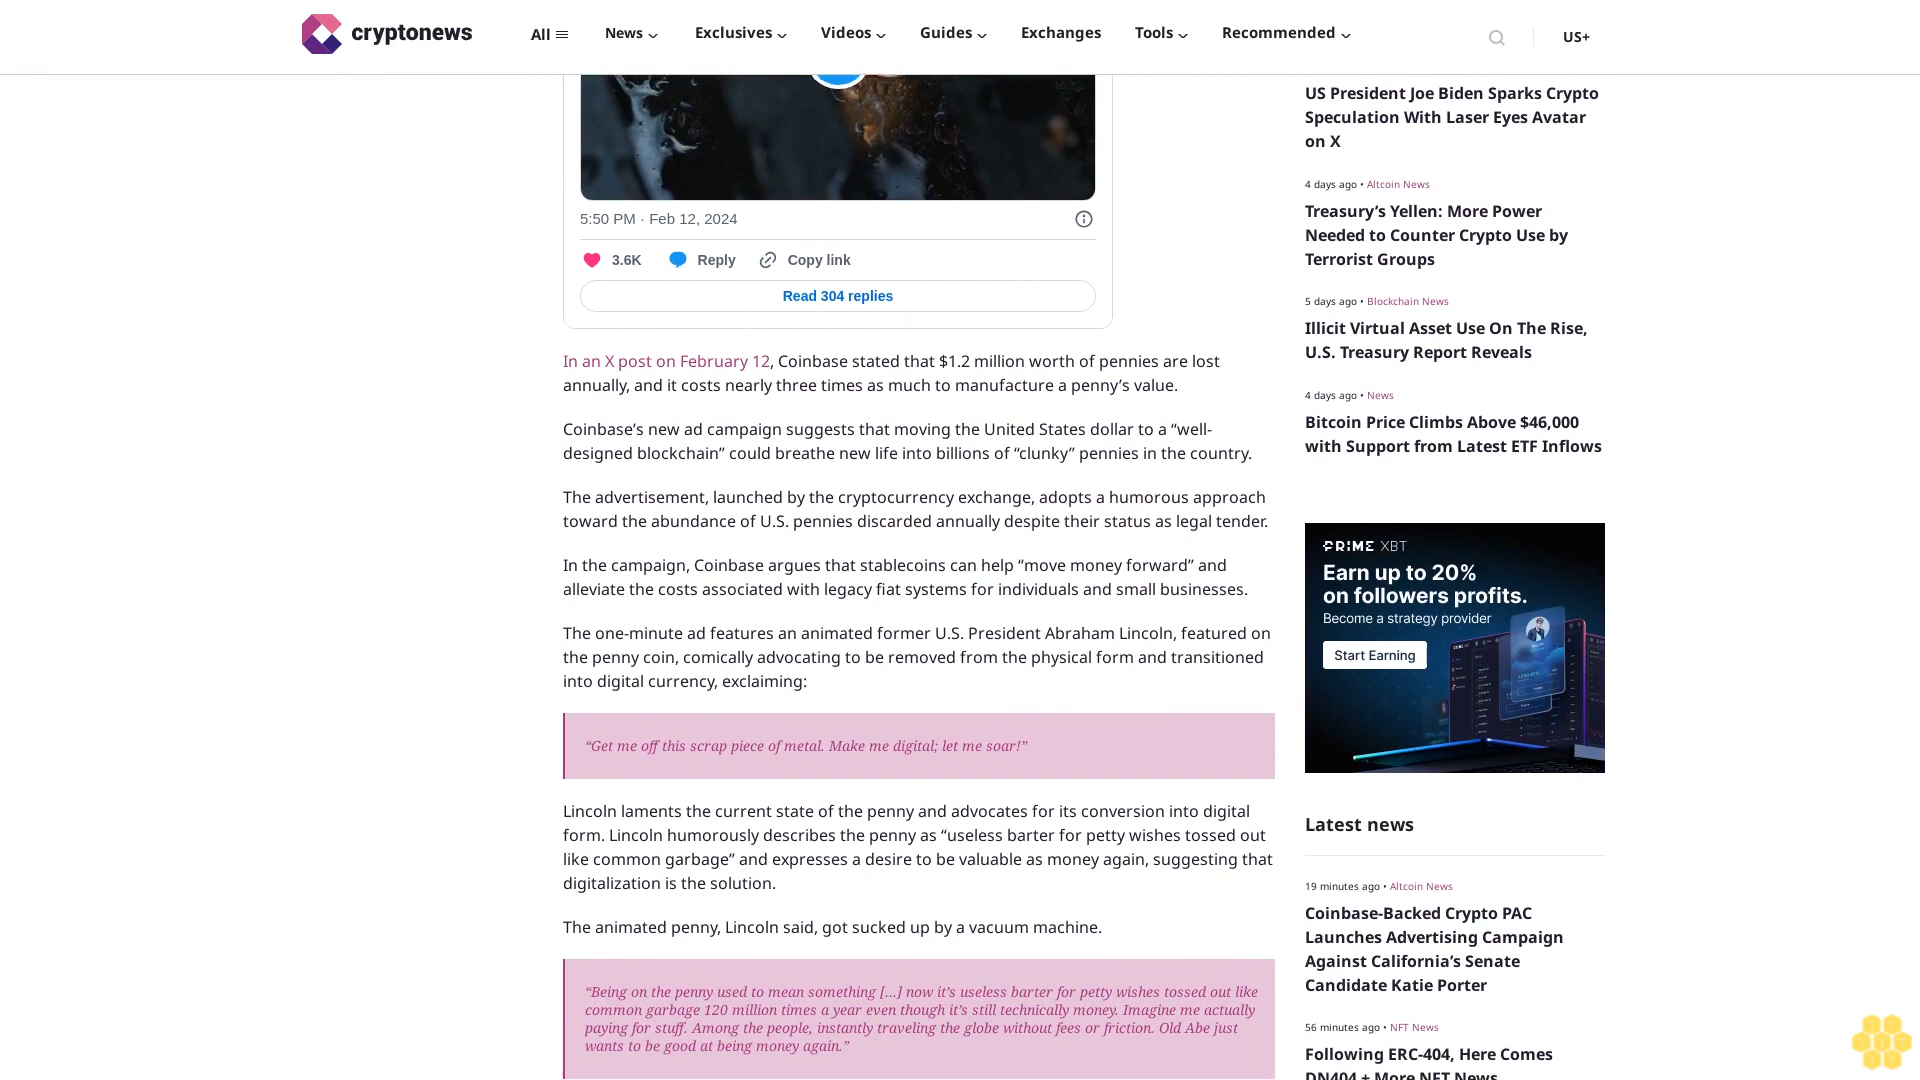 cryptonews
All
News
Exclusives
Videos
Guides
Exchanges
Tools
Recommended
US+
5:50 PM · Feb 12, 2024
3.6K
Reply
Copy link
Read 304 replies
In an X post on February 12, Coinbase stated that $1.2 million worth of pennies are lost
annually, and it costs nearly three times as much to manufacture a penny’s value.
Coinbase’s new ad campaign suggests that moving the United States dollar to a “well-
designed blockchain” could breathe new life into billions of “clunky” pennies in the country.
The advertisement, launched by the cryptocurrency exchange, adopts a humorous approach
toward the abundance of U.S. pennies discarded annually despite their status as legal tender.
In the campaign, Coinbase argues that stablecoins can help “move money forward” and
alleviate the costs associated with legacy fiat systems for individuals and small businesses.
The one-minute ad features an animated former U.S. President Abraham Lincoln, featured on
the penny coin, comically advocating to be removed from the physical form and transitioned
into digital currency, exclaiming:
“Get me off this scrap piece of metal. Make me digital; let me soar!”
Lincoln laments the current state of the penny and advocates for its conversion into digital
form. Lincoln humorously describes the penny as “useless barter for petty wishes tossed out
like common garbage” and expresses a desire to be valuable as money again, suggesting that
digitalization is the solution.
The animated penny, Lincoln said, got sucked up by a vacuum machine.
“Being on the penny used to mean something […] now it’s useless barter for petty wishes tossed out like
common garbage 120 million times a year even though it’s still technically money. Imagine me actually
paying for stuff. Among the people, instantly traveling the globe without fees or friction. Old Abe just
wants to be good at being money again.”
US President Joe Biden Sparks Crypto
Speculation With Laser Eyes Avatar
on X
4 days ago • Altcoin News
Treasury’s Yellen: More Power
Needed to Counter Crypto Use by
Terrorist Groups
5 days ago • Blockchain News
Illicit Virtual Asset Use On The Rise,
U.S. Treasury Report Reveals
4 days ago • News
Bitcoin Price Climbs Above $46,000
with Support from Latest ETF Inflows
PRIME XBT
Earn up to 20%
on followers profits.
Become a strategy provider
Start Earning
Latest news
19 minutes ago • Altcoin News
Coinbase-Backed Crypto PAC
Launches Advertising Campaign
Against California’s Senate
Candidate Katie Porter
56 minutes ago • NFT News
Following ERC-404, Here Comes
DN404 + More NFT News